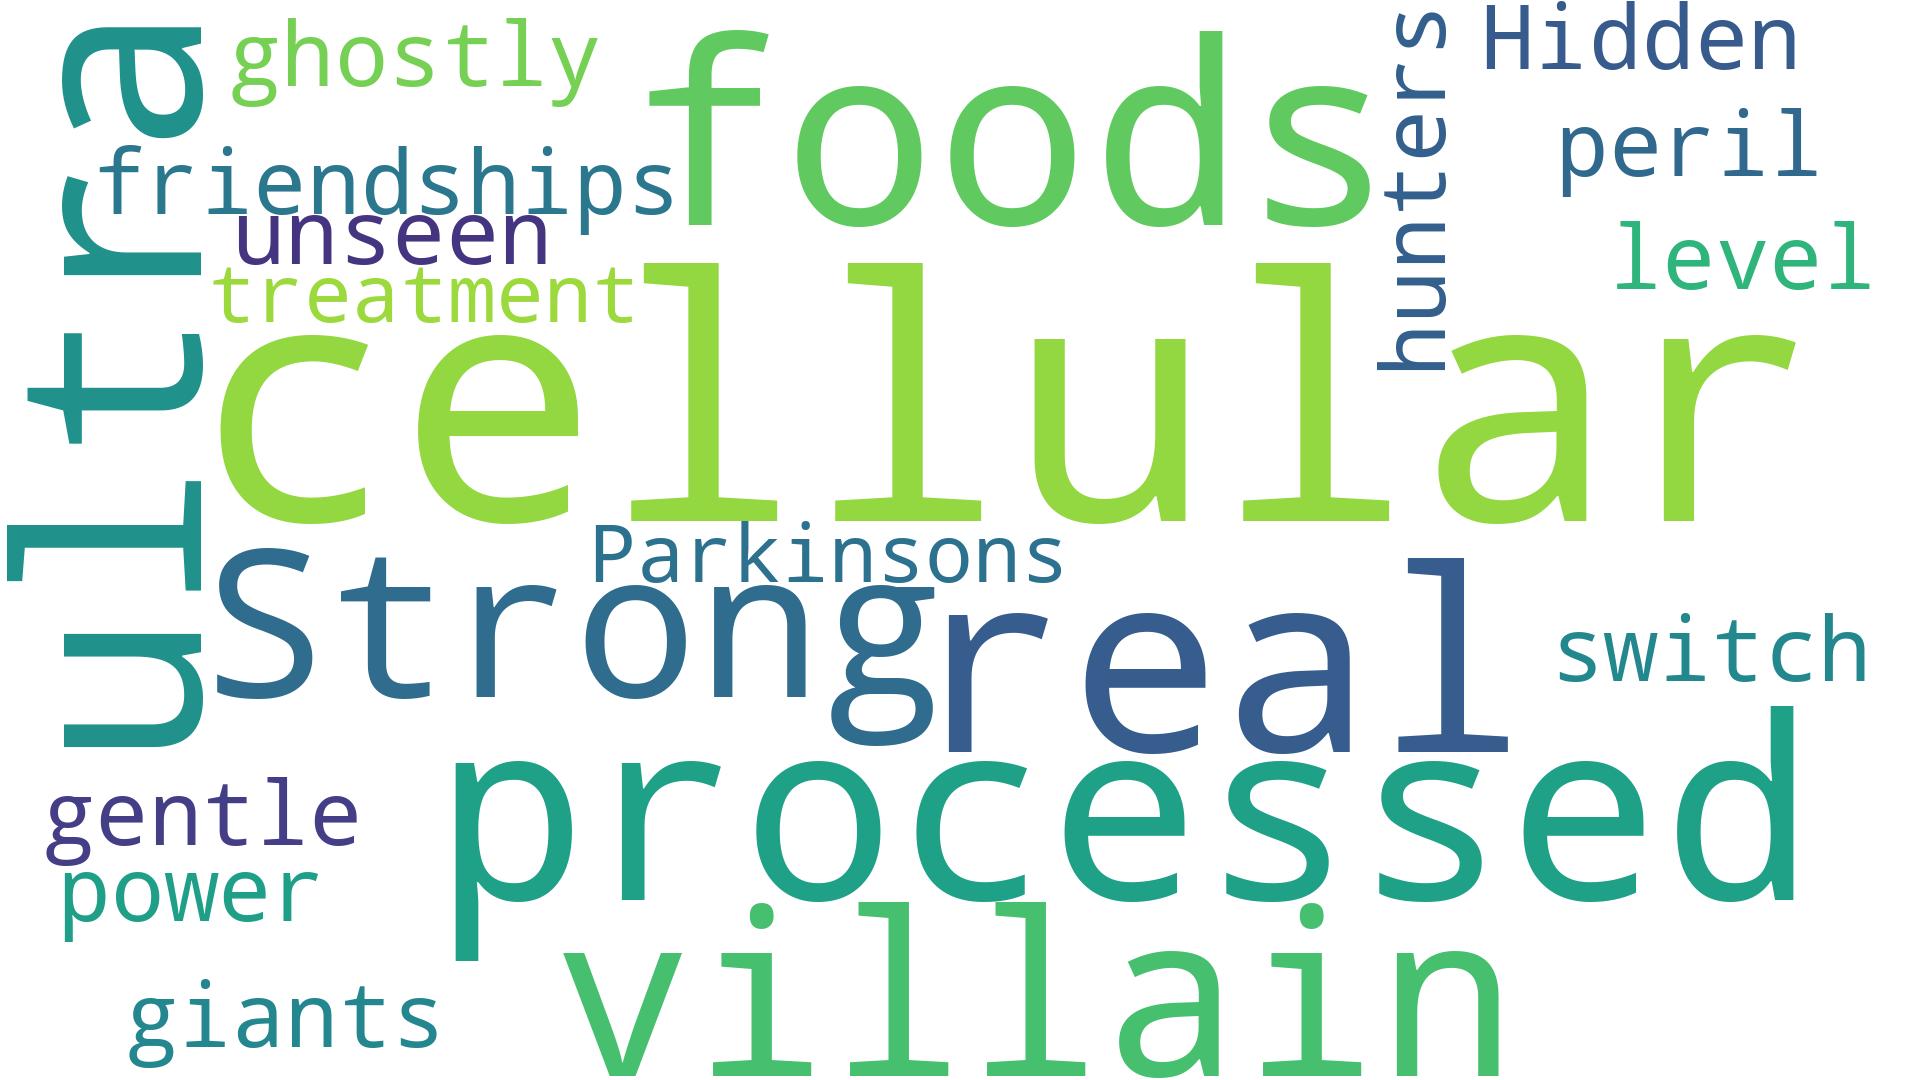 ultra
ghostly
foods
hunters
Hidden
friendships
peril
unseen
level
treatment
cellular
Parkinsons
Strong
real
switch
processed
gentle
power
villain
giants